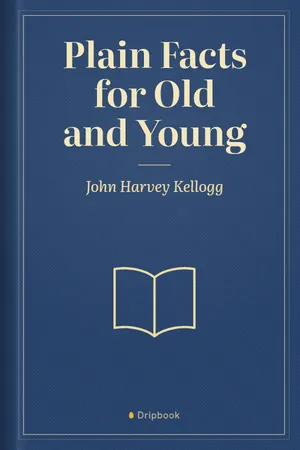 Plain Facts
for Old
and Young
John Harvey Kellogg
Dripbook